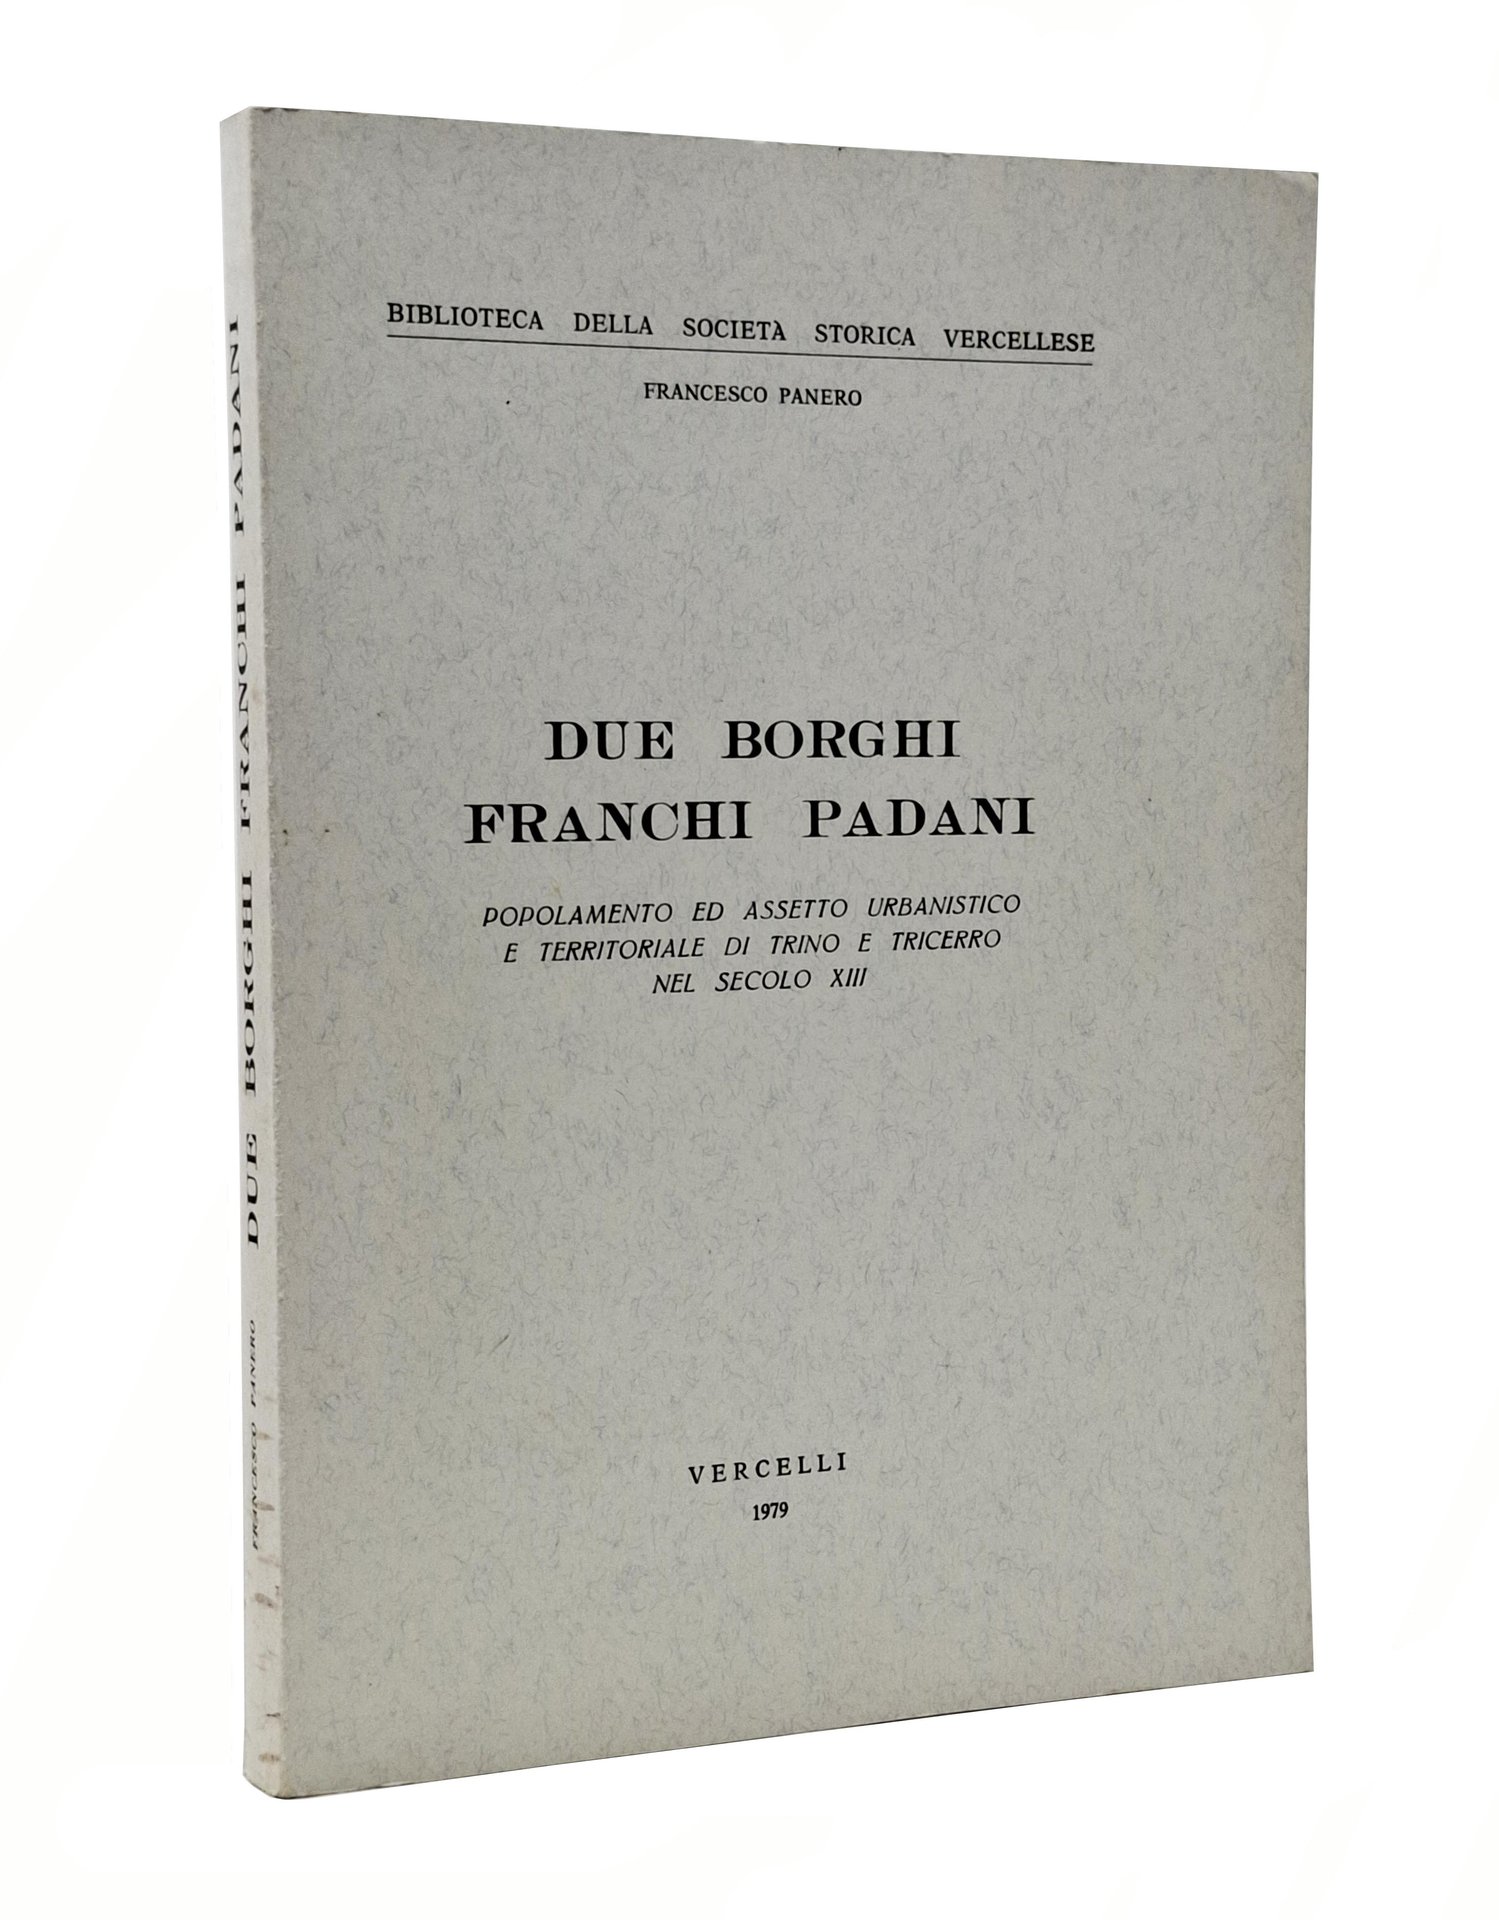 BIBLIOTECA DELLA SOCIETÀ STORICA VERCELLESE
FRANCESCO PANERO
DUE BORGHI
FRANCHI PADANI
POPOLAMENTO ED ASSETTO URBANISTICO
E TERRITORIALE DI TRINO E TRICERRO
NEL SECOLO XIII
VERCELLI
1979
FRANCESCO PANERO DUE BORGHI FRANCHI PADANI